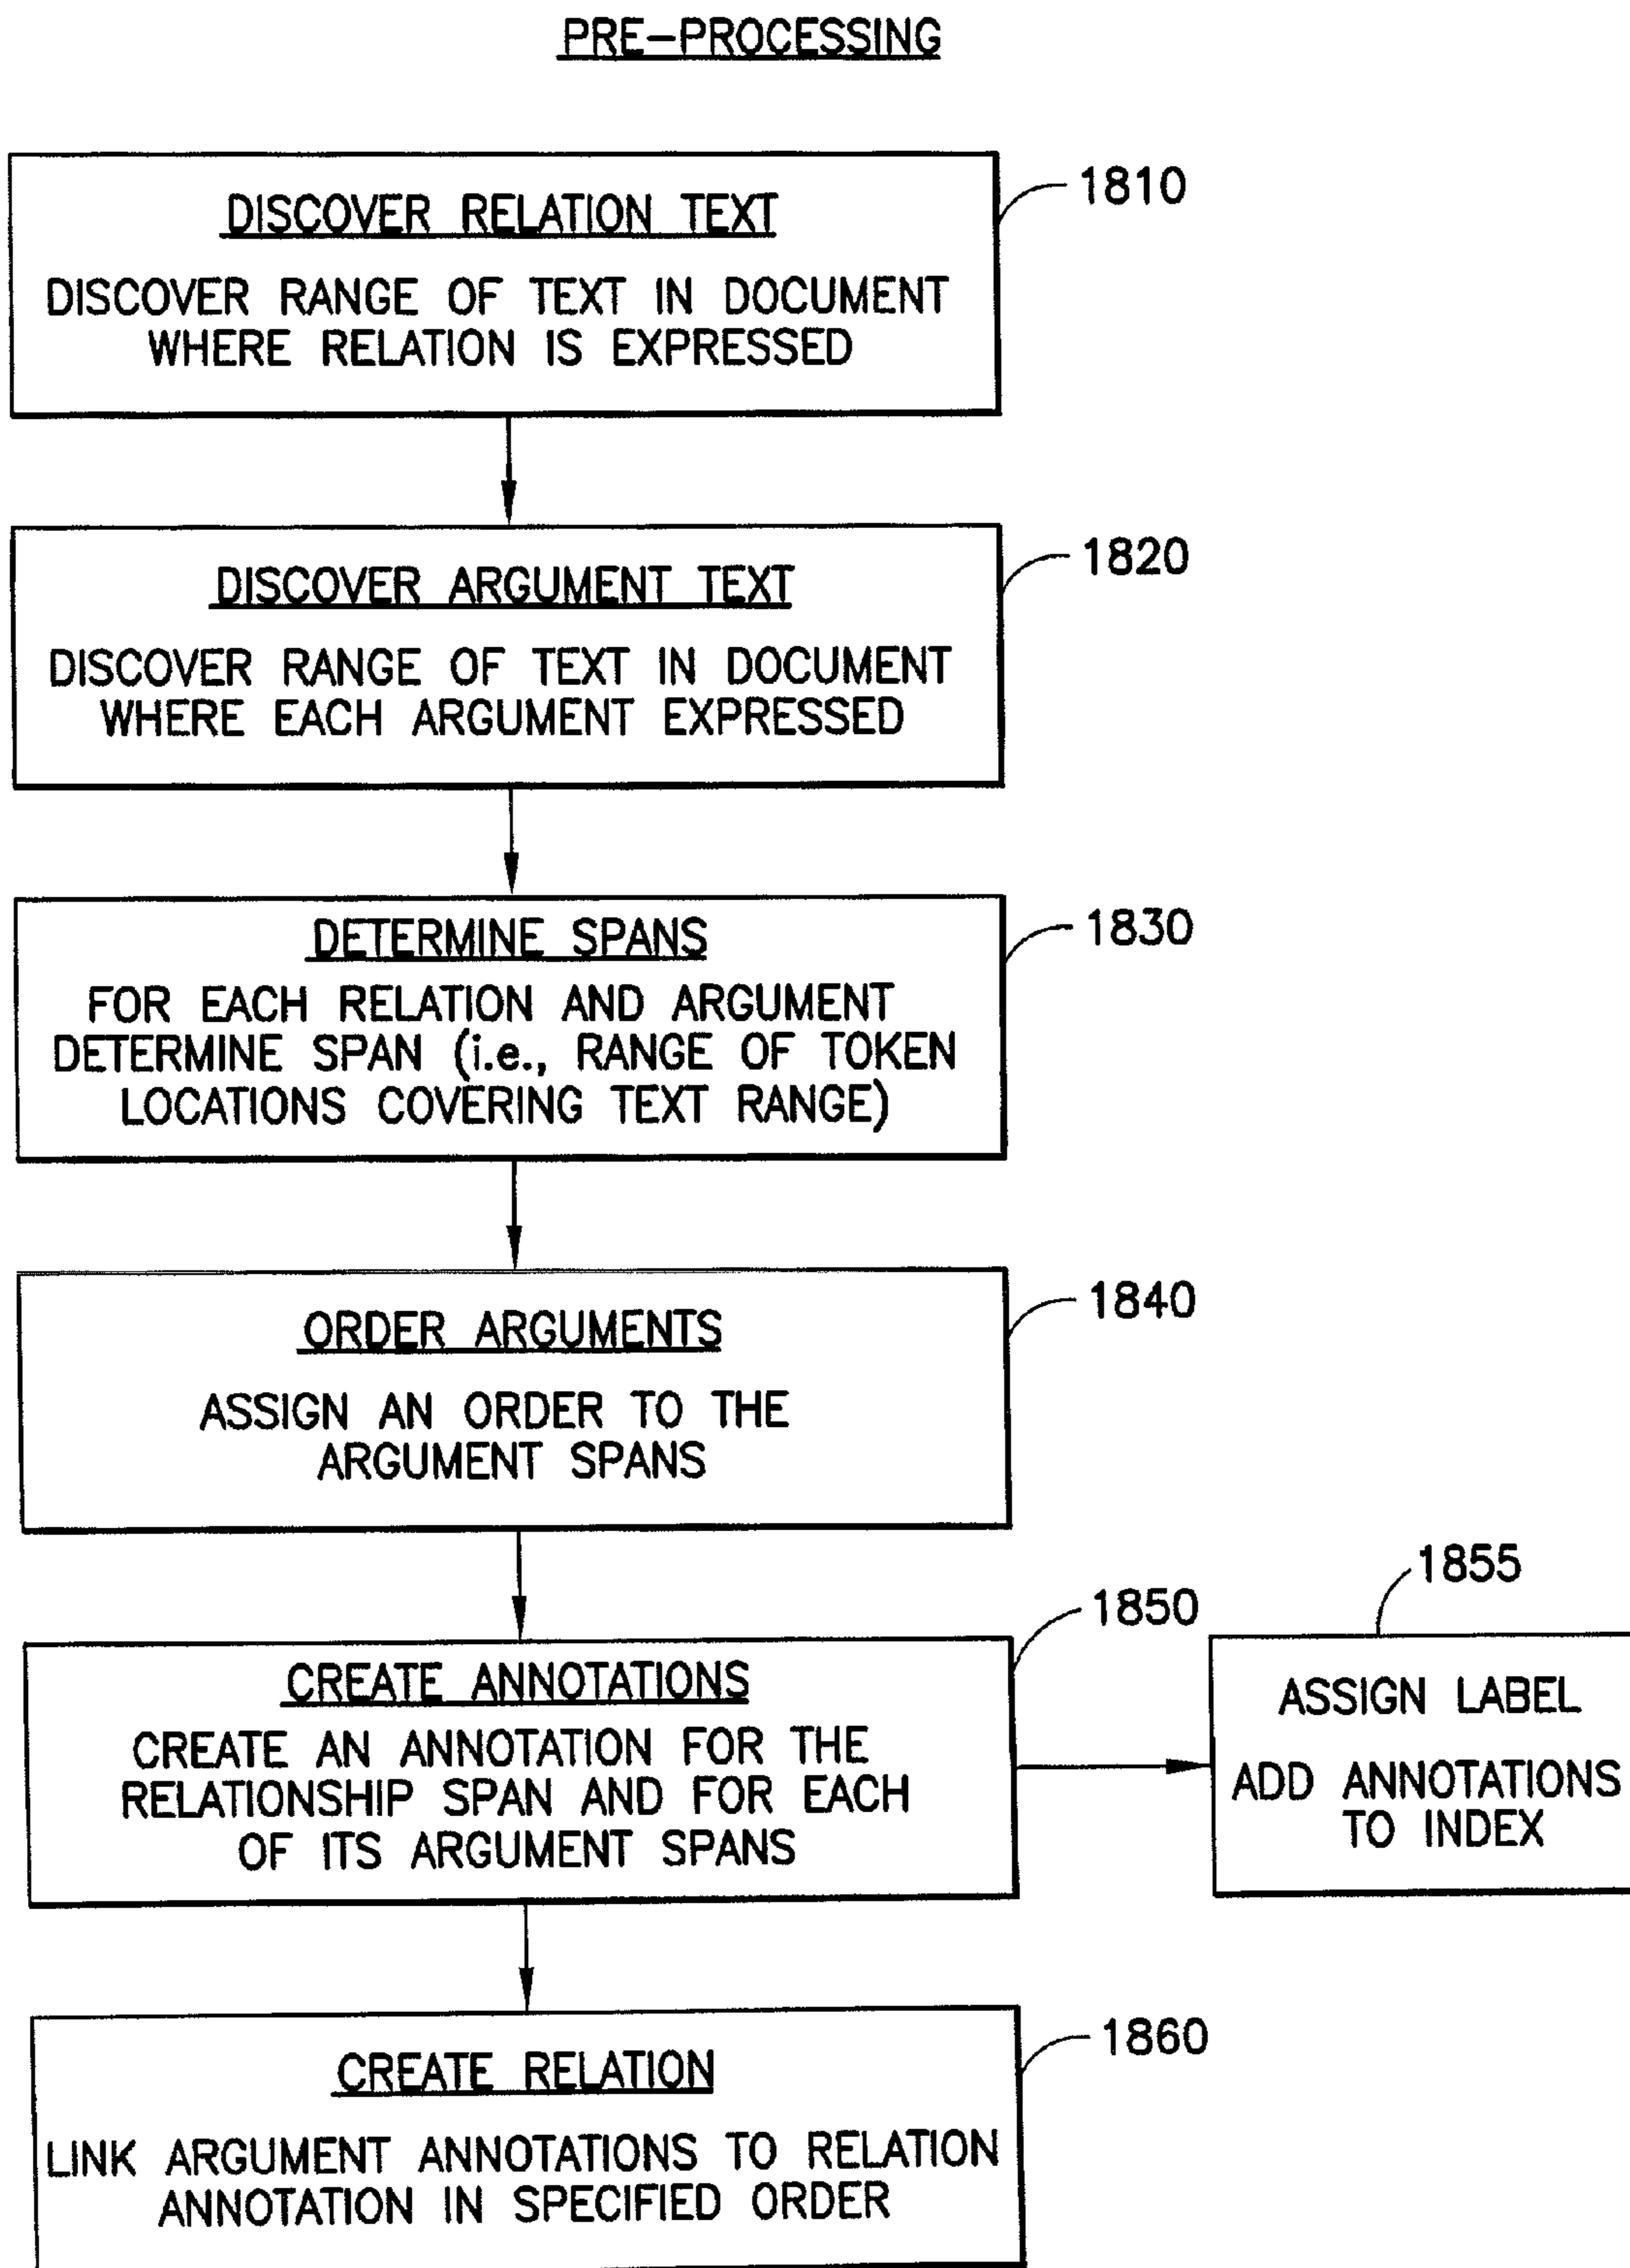 PRE-PROCESSING
1810
DISCOVER RELATION TEXT
DISCOVER RANGE OF TEXT IN DOCUMENT
WHERE RELATION IS EXPRESSED
1820
DISCOVER ARGUMENT TEXT
DISCOVER RANGE OF TEXT IN DOCUMENT
WHERE EACH ARGUMENT EXPRESSED
1830
DETERMINE SPANS
FOR EACH RELATION AND ARGUMENT
DETERMINE SPAN (i.e., RANGE OF TOKEN
LOCATIONS COVERING TEXT RANGE)
1840
ORDER ARGUMENTS
ASSIGN AN ORDER TO THE
ARGUMENT SPANS
1850
CREATE ANNOTATIONS
CREATE AN ANNOTATION FOR THE
RELATIONSHIP SPAN AND FOR EACH
OF ITS ARGUMENT SPANS
1855
ASSIGN LABEL
ADD ANNOTATIONS
TO INDEX
1860
CREATE RELATION
LINK ARGUMENT ANNOTATIONS TO RELATION
ANNOTATION IN SPECIFIED ORDER